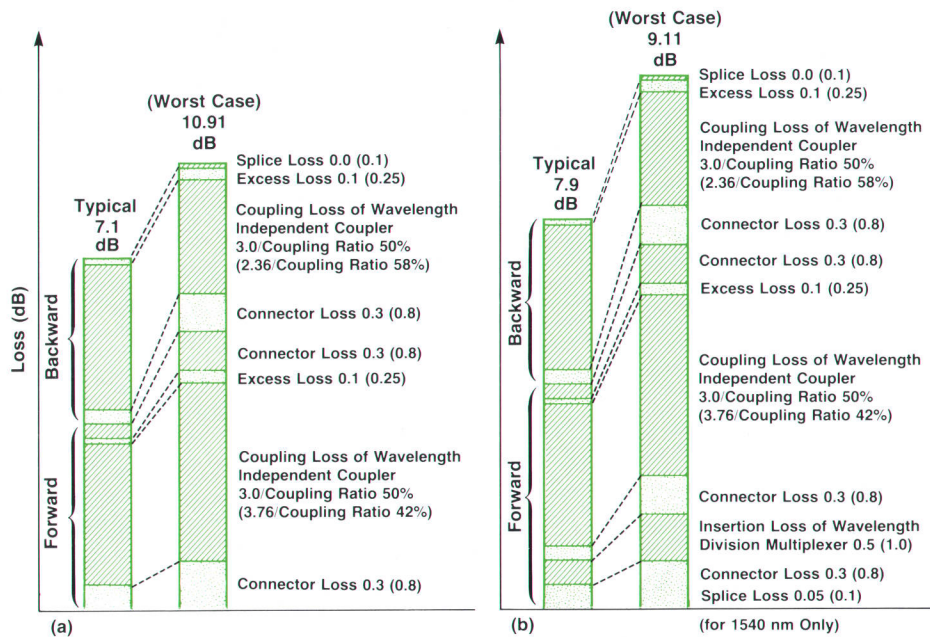 Loss (dB)
Backward
Forward
Typical
7.1
dB
(Worst Case)
10.91
dB
Splice Loss 0.0 (0.1)
Excess Loss 0.1 (0.25)
Coupling Loss of Wavelength
Independent Coupler
3.0/Coupling Ratio 50%
(2.36/Coupling Ratio 58%)
Connector Loss 0.3 (0.8)
Connector Loss 0.3 (0.8)
Excess Loss 0.1 (0.25)
Coupling Loss of Wavelength
Independent Coupler
3.0/Coupling Ratio 50%
(3.76/Coupling Ratio 42%)
Connector Loss 0.3 (0.8)
(a)
Backward
Forward
Typical
7.9
dB
(Worst Case)
9.11
dB
Splice Loss 0.0 (0.1)
Excess Loss 0.1 (0.25)
Coupling Loss of Wavelength
Independent Coupler
3.0/Coupling Ratio 50%
(2.36/Coupling Ratio 58%)
Connector Loss 0.3 (0.8)
Connector Loss 0.3 (0.8)
Excess Loss 0.1 (0.25)
Coupling Loss of Wavelength
Independent Coupler
3.0/Coupling Ratio 50%
(3.76/Coupling Ratio 42%)
Connector Loss 0.3 (0.8)
Insertion Loss of Wavelength
Division Multiplexer 0.5 (1.0)
Connector Loss 0.3 (0.8)
Splice Loss 0.05 (0.1)
(b)
(for 1540 nm Only)